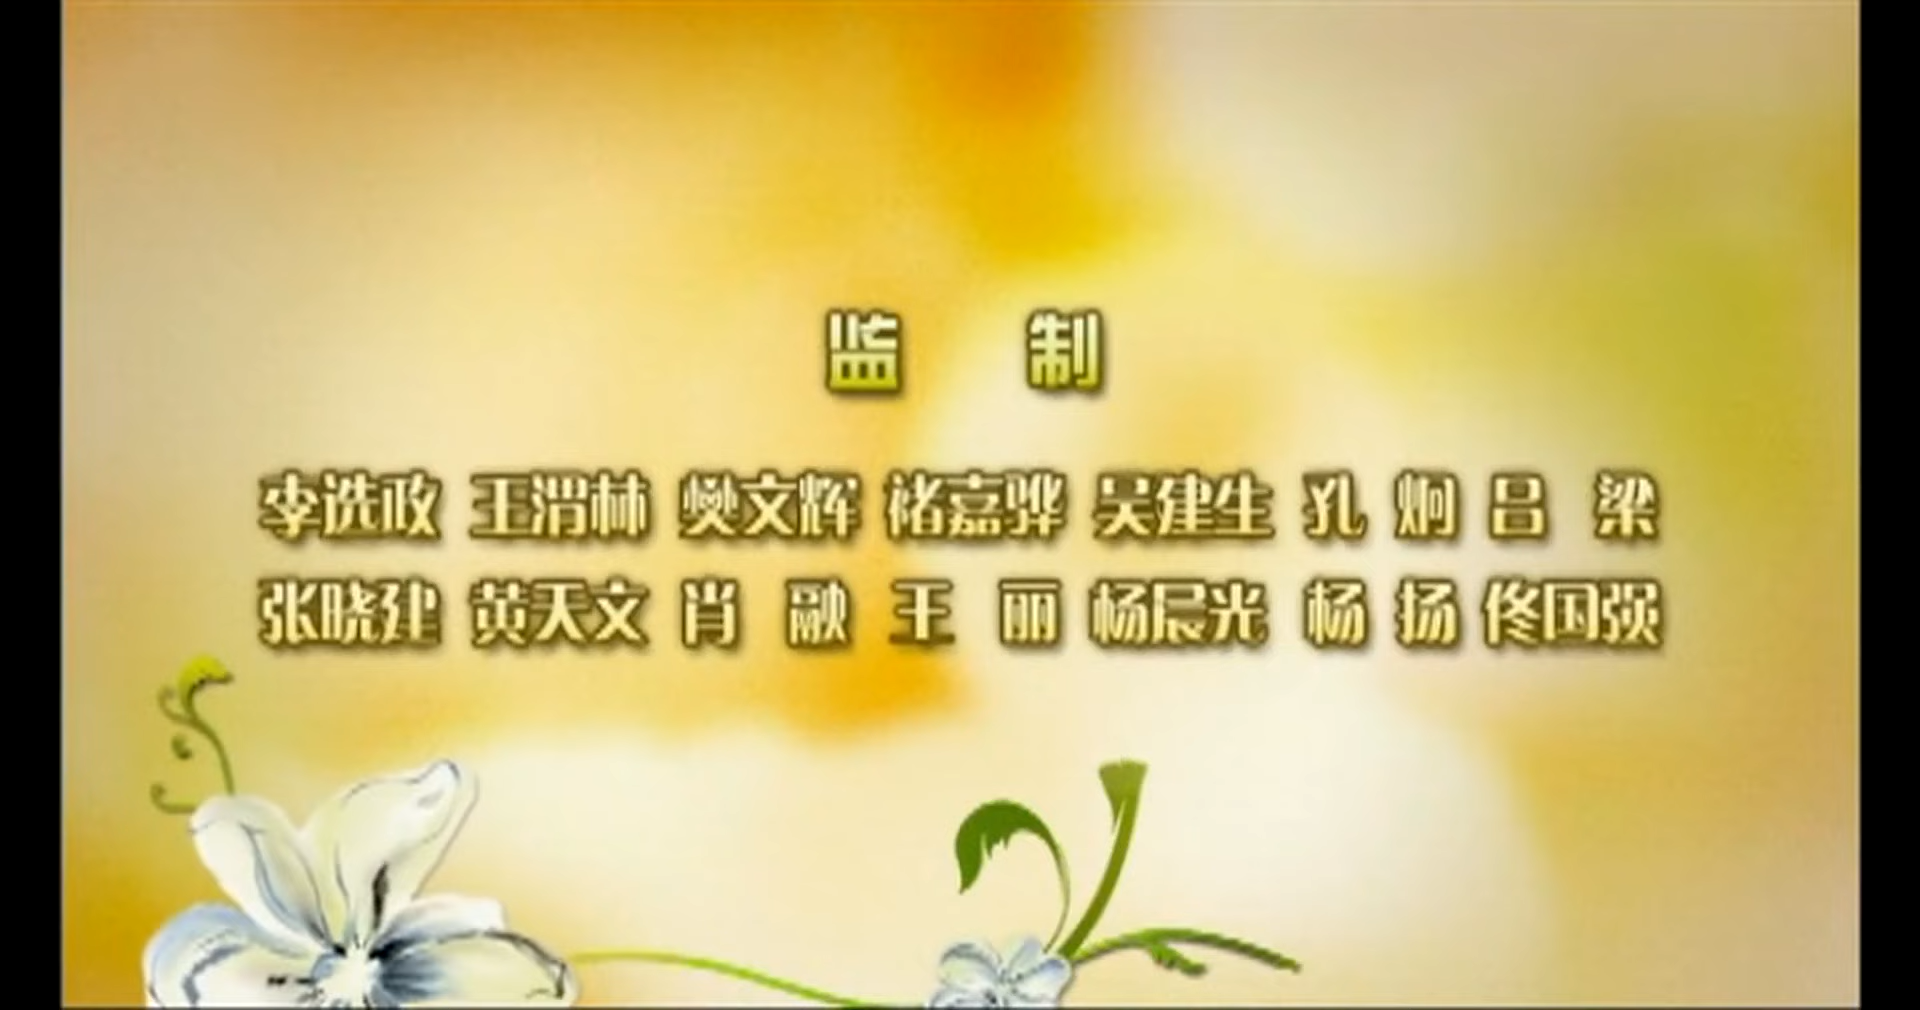 监 制
李选政 王渭林 樊文辉 褚嘉骅 吴建生 孔 炯 吕 梁
张晓建 黄天文 肖 融 王 丽 杨晨光 杨 扬 佟国强